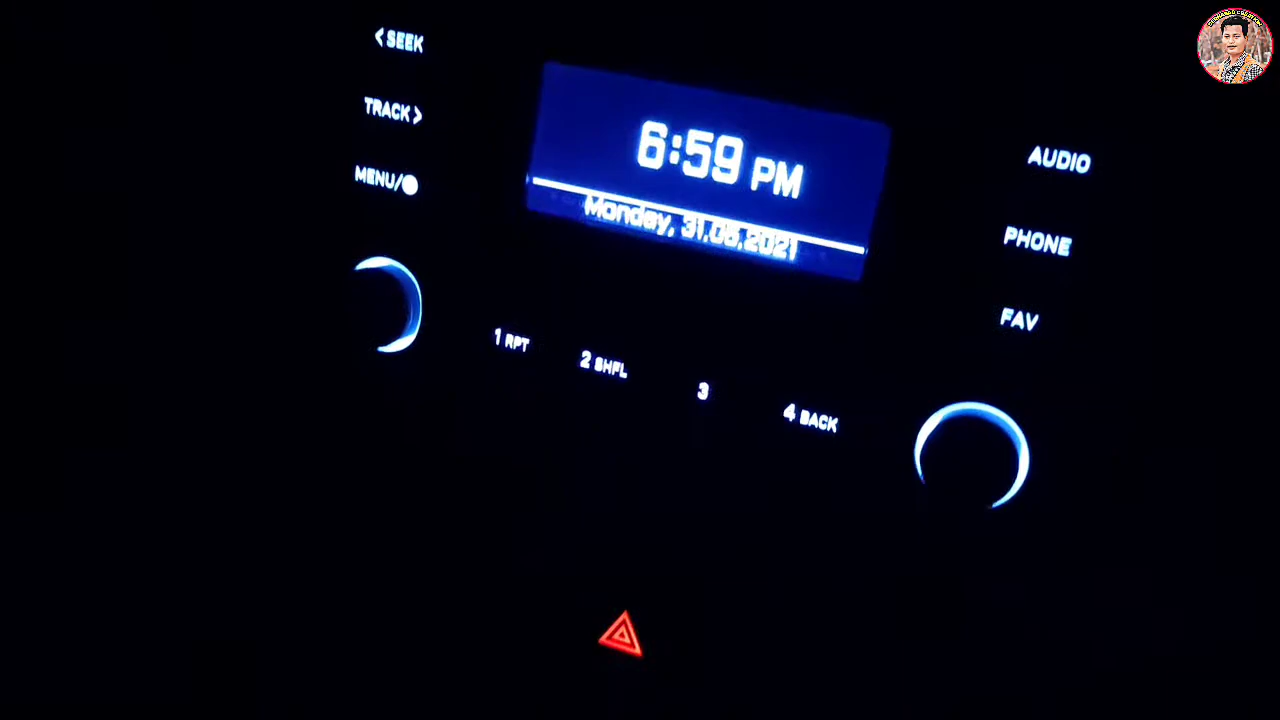 < SEEK
TRACK >
MENU/
6:59 PM
Monday, 31.05.2021
AUDIO
PHONE
FAV
1 RPT
2 SHFL
3
4 BACK